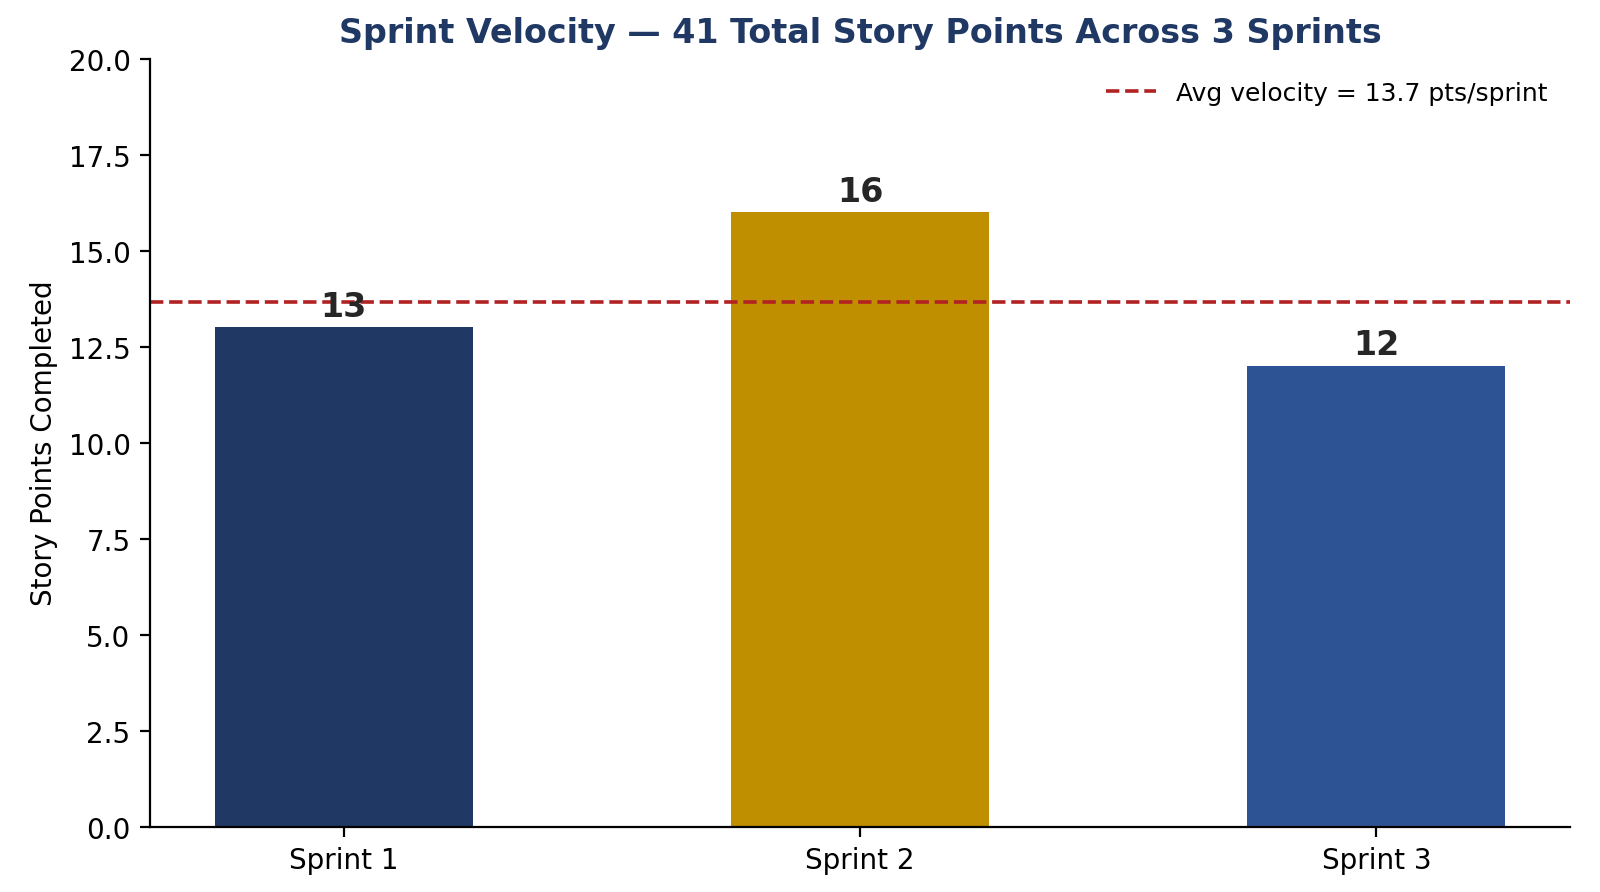 Sprint Velocity — 41 Total Story Points Across 3 Sprints
Avg velocity = 13.7 pts/sprint
Story Points Completed
20.0
17.5
15.0
12.5
10.0
7.5
5.0
2.5
0.0
13
16
12
Sprint 1
Sprint 2
Sprint 3